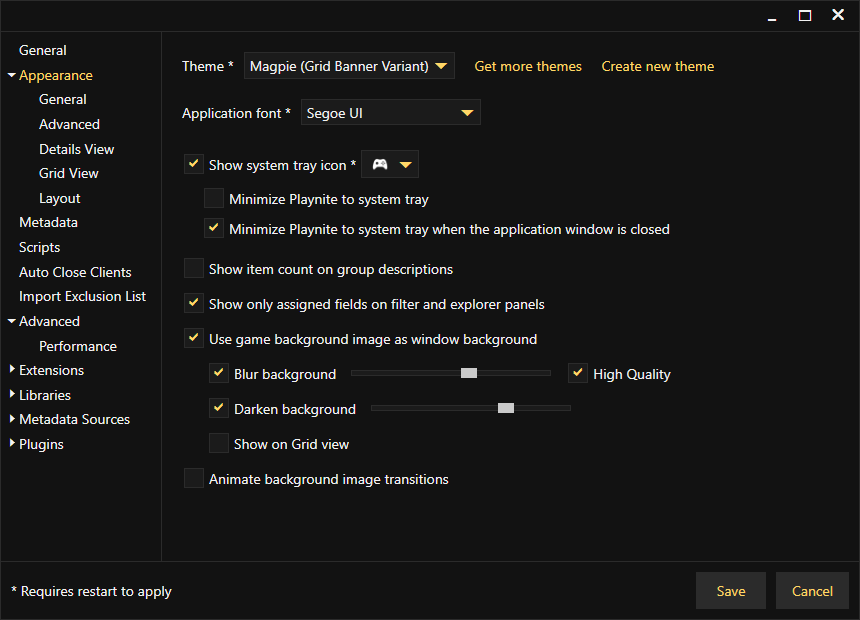 General
Appearance
General
Advanced
Details View
Grid View
Layout
Metadata
Scripts
Auto Close Clients
Import Exclusion List
Advanced
Performance
Extensions
Libraries
Metadata Sources
Plugins
Theme * Magpie (Grid Banner Variant) Get more themes Create new theme
Application font * Segoe UI
Show system tray icon *
Minimize Playnite to system tray
Minimize Playnite to system tray when the application window is closed
Show item count on group descriptions
Show only assigned fields on filter and explorer panels
Use game background image as window background
Blur background High Quality
Darken background
Show on Grid view
Animate background image transitions
* Requires restart to apply
Save Cancel